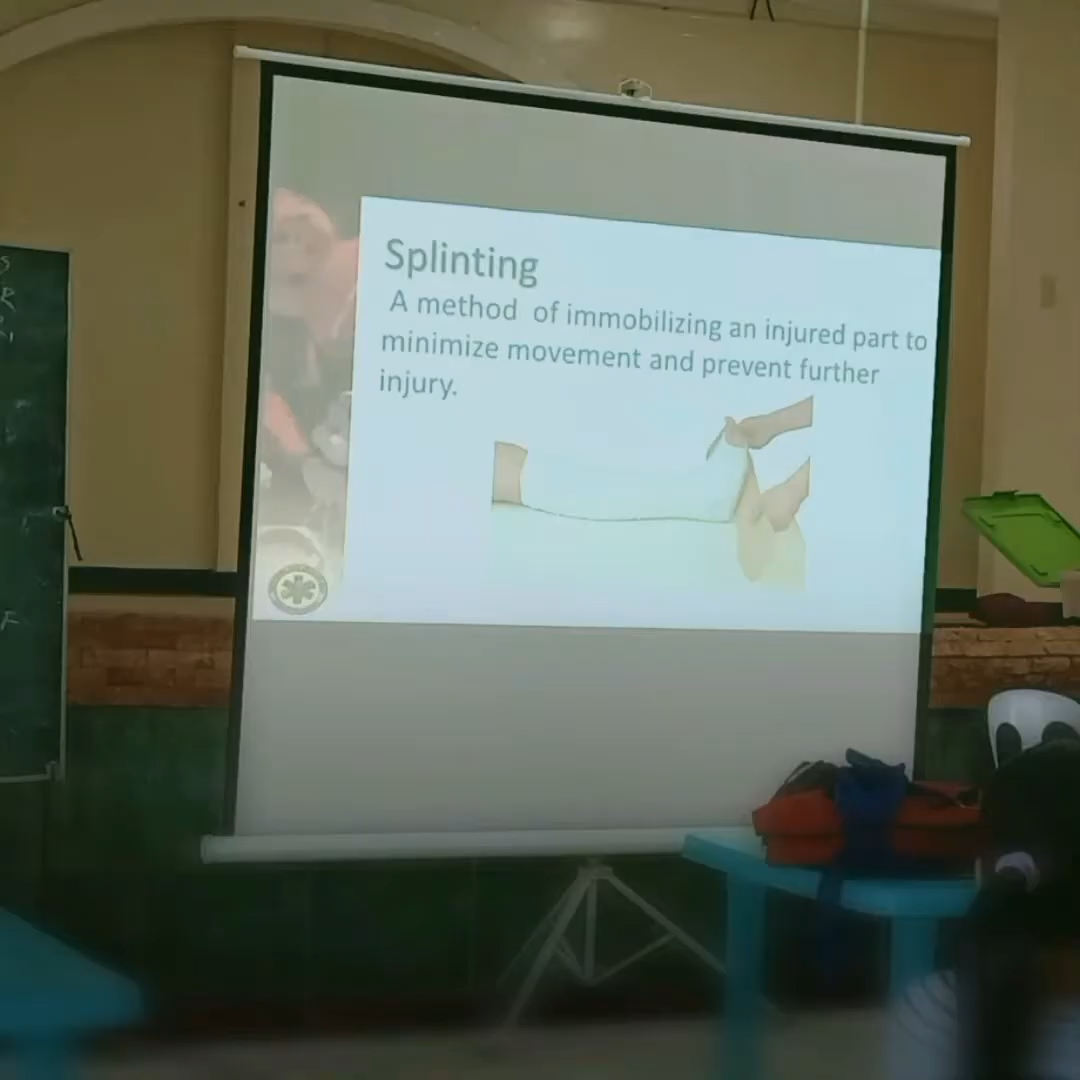 Splinting
A method of immobilizing an injured part to
minimize movement and prevent further
injury.
S
R
F